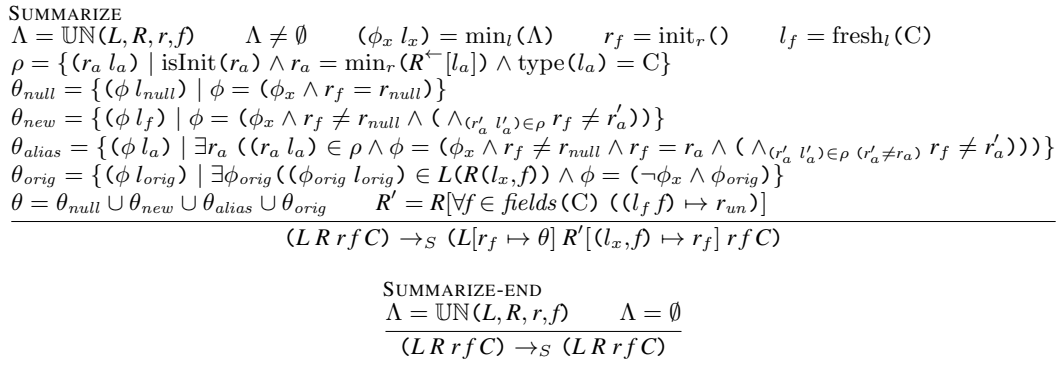 SUMMARIZE
Λ = 𝕌ℕ(L, R, r, f)   Λ ≠ ∅   (ϕ_x l_x) = min_l(Λ)   r_f = init_r()   l_f = fresh_l(C)
ρ = {(r_a l_a) | isInit(r_a) ∧ r_a = min_r(R^←[l_a]) ∧ type(l_a) = C}
θ_null = {(ϕ l_null) | ϕ = (ϕ_x ∧ r_f = r_null)}
θ_new = {(ϕ l_f) | ϕ = (ϕ_x ∧ r_f ≠ r_null ∧ ( ∧_{(r′_a l′_a)∈ρ} r_f ≠ r′_a))}
θ_alias = {(ϕ l_a) | ∃r_a ((r_a l_a) ∈ ρ ∧ ϕ = (ϕ_x ∧ r_f ≠ r_null ∧ r_f = r_a ∧ ( ∧_{(r′_a l′_a)∈ρ (r′_a≠r_a)} r_f ≠ r′_a)))}
θ_orig = {(ϕ l_orig) | ∃ϕ_orig((ϕ_orig l_orig) ∈ L(R(l_x,f)) ∧ ϕ = (¬ϕ_x ∧ ϕ_orig)}
θ = θ_null ∪ θ_new ∪ θ_alias ∪ θ_orig   R′ = R[∀f ∈ fields(C) ((l_f f) ↦ r_un)]
(L R r f C) →_S (L[r_f ↦ θ] R′[(l_x,f) ↦ r_f] r f C)
SUMMARIZE-END
Λ = 𝕌ℕ(L, R, r, f)   Λ = ∅
(L R r f C) →_S (L R r f C)